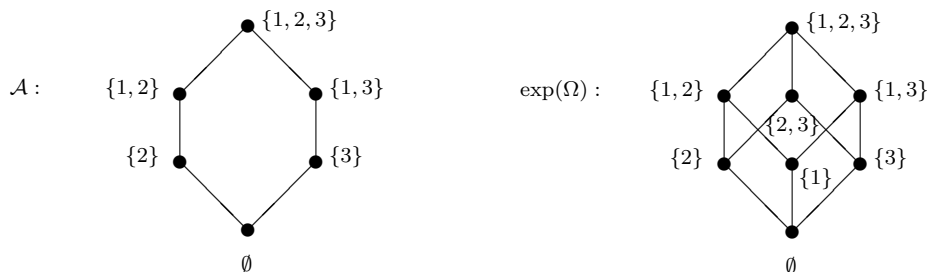 {1, 2, 3} {1, 2, 3}
𝒜 : {1, 2} {1, 3} exp(Ω) : {1, 2} {1, 3}
{2, 3}
{2} {3} {2} {3}
{1}
∅ ∅